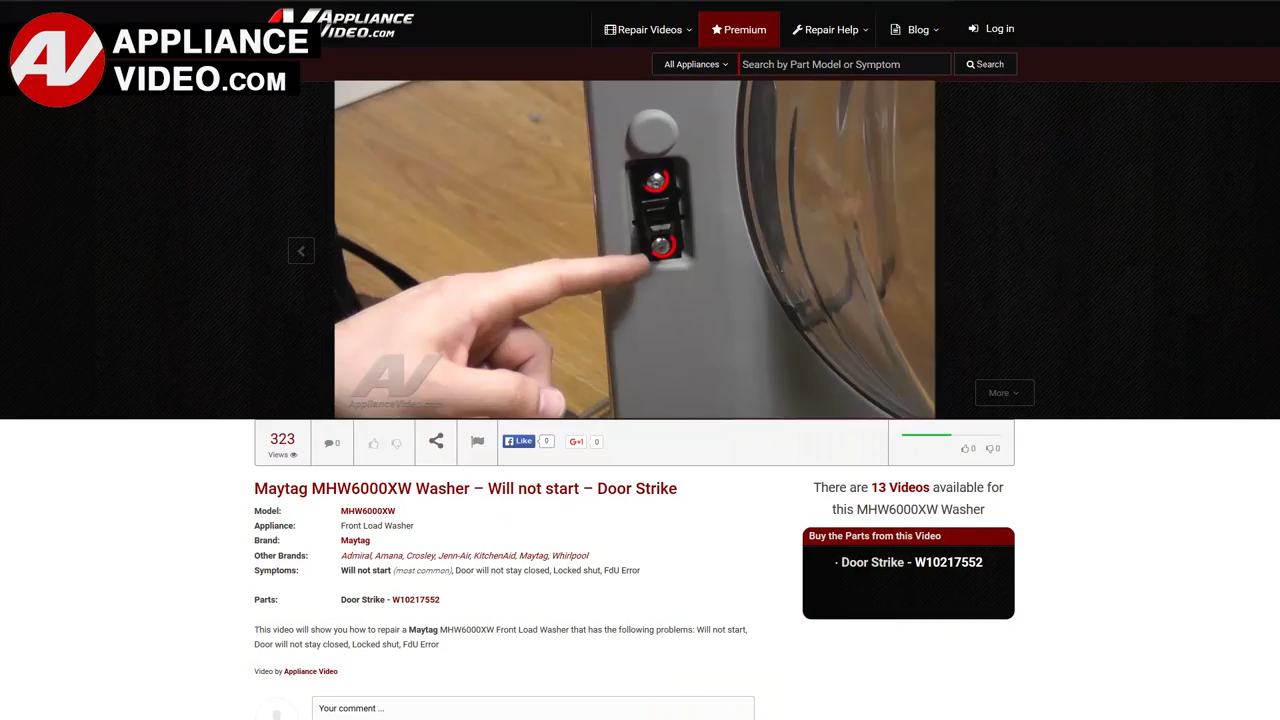 APPLIANCE
VIDEO.COM
APPLIANCE
VIDEO.COM
Repair Videos
Premium
Repair Help
Blog
Log in
All Appliances
Search by Part Model or Symptom
Search
AV
ApplianceVideo.com
More
323
Views
0
Like
0
G+1
0
0
0
Maytag MHW6000XW Washer – Will not start – Door Strike
Model: MHW6000XW
Appliance: Front Load Washer
Brand: Maytag
Other Brands: Admiral, Amana, Crosley, Jenn-Air, KitchenAid, Maytag, Whirlpool
Symptoms: Will not start (most common), Door will not stay closed, Locked shut, FdU Error
Parts: Door Strike - W10217552
This video will show you how to repair a Maytag MHW6000XW Front Load Washer that has the following problems: Will not start,
Door will not stay closed, Locked shut, FdU Error
Video by Appliance Video
Your comment ...
There are 13 Videos available for
this MHW6000XW Washer
Buy the Parts from this Video
· Door Strike - W10217552